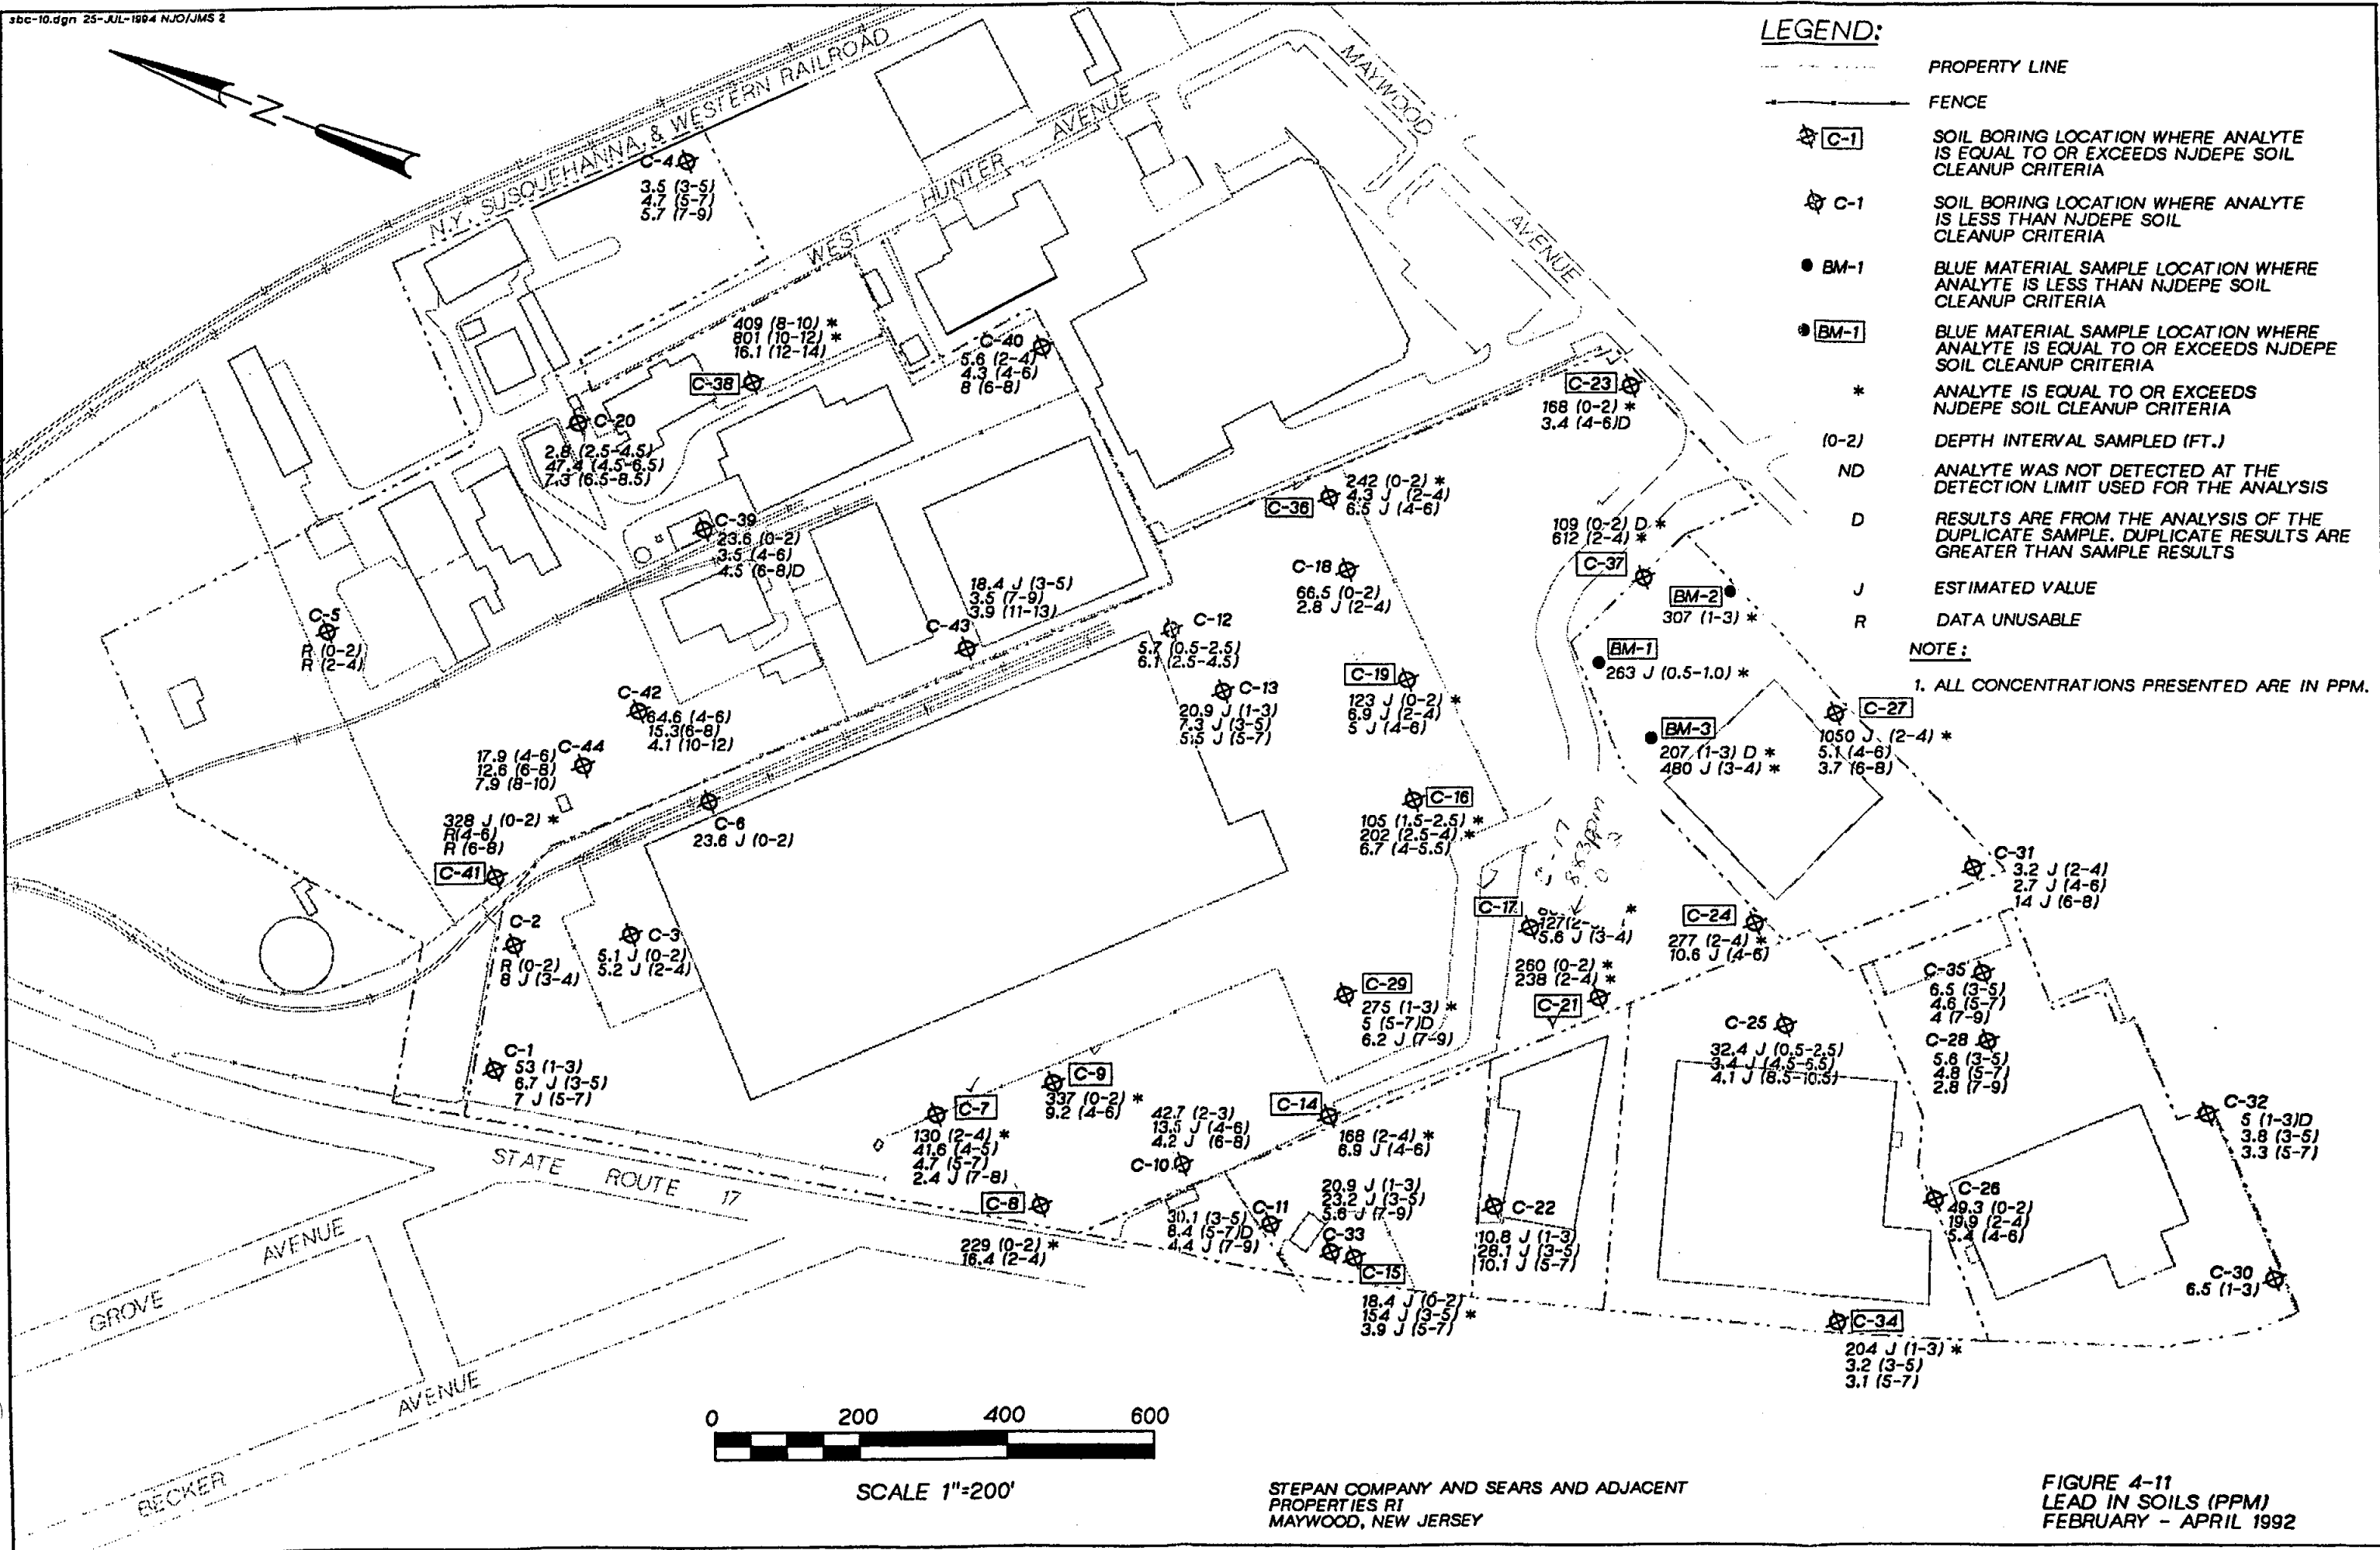 sbc-10.dgn 25-JUL-1994 NJO/JMS 2
N
N.Y. SUSQUEHANNA, & WESTERN RAILROAD
WEST HUNTER AVENUE
MAYWOOD AVENUE
C-4
3.5 (3-5)
4.7 (5-7)
5.7 (7-9)
409 (8-10) *
801 (10-12) *
16.1 (12-14)
C-38
C-40
5.6 (2-4)
4.3 (4-6)
8 (6-8)
C-20
2.8 (2.5-4.5)
47.4 (4.5-6.5)
7.3 (6.5-8.5)
C-39
23.6 (0-2)
3.5 (4-6)
4.5 (6-8)D
C-23
168 (0-2) *
3.4 (4-6)D
C-36
242 (0-2) *
4.3 J (2-4)
6.5 J (4-6)
109 (0-2) D *
612 (2-4) *
C-37
C-18
66.5 (0-2)
2.8 J (2-4)
BM-2
307 (1-3) *
BM-1
263 J (0.5-1.0) *
BM-3
207 (1-3) D *
480 J (3-4) *
C-27
1050 J (2-4) *
5.1 (4-6)
3.7 (6-8)
C-5
R (0-2)
R (2-4)
18.4 J (3-5)
3.5 (7-9)
3.9 (11-13)
C-43
C-12
5.7 (0.5-2.5)
6.1 (2.5-4.5)
C-13
20.9 J (1-3)
7.3 J (3-5)
5.5 J (5-7)
C-19
123 J (0-2) *
6.9 J (2-4)
5 J (4-6)
C-42
64.6 (4-6)
15.3(6-8)
4.1 (10-12)
C-44
17.9 (4-6)
12.6 (6-8)
7.9 (8-10)
C-6
23.6 J (0-2)
328 J (0-2) *
R(4-6)
R (6-8)
C-41
C-16
105 (1.5-2.5) *
202 (2.5-4) *
6.7 (4-5.5)
C-2
R (0-2)
8 J (3-4)
C-3
5.1 J (0-2)
5.2 J (2-4)
C-17
5.6 J (3-4)
C-24
277 (2-4) *
10.6 J (4-6)
C-31
3.2 J (2-4)
2.7 J (4-6)
14 J (6-8)
260 (0-2) *
238 (2-4) *
C-21
C-29
275 (1-3) *
5 (5-7)D
6.2 J (7-9)
C-35
6.5 (3-5)
4.6 (5-7)
4 (7-9)
C-25
32.4 J (0.5-2.5)
3.4 J (4.5-6.5)
4.1 J (8.5-10.5)
C-28
5.6 (3-5)
4.8 (5-7)
2.8 (7-9)
C-1
53 (1-3)
6.7 J (3-5)
7 J (5-7)
C-9
337 (0-2) *
9.2 (4-6)
C-7
130 (2-4) *
41.6 (4-5)
4.7 (5-7)
2.4 J (7-8)
42.7 (2-3)
13.5 J (4-6)
4.2 J (6-8)
C-10
C-14
168 (2-4) *
6.9 J (4-6)
C-32
5 (1-3)D
3.8 (3-5)
3.3 (5-7)
C-8
229 (0-2) *
16.4 (2-4)
C-11
30.1 (3-5)
8.4 (5-7)D
4.4 J (7-9)
20.9 J (1-3)
23.2 J (3-5)
5.6 J (7-9)
C-33
C-15
18.4 J (0-2)
154 J (3-5) *
3.9 J (5-7)
C-22
10.8 J (1-3)
28.1 J (3-5)
10.1 J (5-7)
C-26
49.3 (0-2)
19.9 (2-4)
5.4 (4-6)
C-30
6.5 (1-3)
C-34
204 J (1-3) *
3.2 (3-5)
3.1 (5-7)
STATE ROUTE 17
GROVE AVENUE
BECKER AVENUE
LEGEND:
PROPERTY LINE
FENCE
C-1 SOIL BORING LOCATION WHERE ANALYTE
IS EQUAL TO OR EXCEEDS NJDEPE SOIL
CLEANUP CRITERIA
C-1 SOIL BORING LOCATION WHERE ANALYTE
IS LESS THAN NJDEPE SOIL
CLEANUP CRITERIA
BM-1 BLUE MATERIAL SAMPLE LOCATION WHERE
ANALYTE IS LESS THAN NJDEPE SOIL
CLEANUP CRITERIA
BM-1 BLUE MATERIAL SAMPLE LOCATION WHERE
ANALYTE IS EQUAL TO OR EXCEEDS NJDEPE
SOIL CLEANUP CRITERIA
* ANALYTE IS EQUAL TO OR EXCEEDS
NJDEPE SOIL CLEANUP CRITERIA
(0-2) DEPTH INTERVAL SAMPLED (FT.)
ND ANALYTE WAS NOT DETECTED AT THE
DETECTION LIMIT USED FOR THE ANALYSIS
D RESULTS ARE FROM THE ANALYSIS OF THE
DUPLICATE SAMPLE. DUPLICATE RESULTS ARE
GREATER THAN SAMPLE RESULTS
J ESTIMATED VALUE
R DATA UNUSABLE
NOTE:
1. ALL CONCENTRATIONS PRESENTED ARE IN PPM.
0 200 400 600
SCALE 1"=200'
STEPAN COMPANY AND SEARS AND ADJACENT
PROPERTIES RI
MAYWOOD, NEW JERSEY
FIGURE 4-11
LEAD IN SOILS (PPM)
FEBRUARY - APRIL 1992